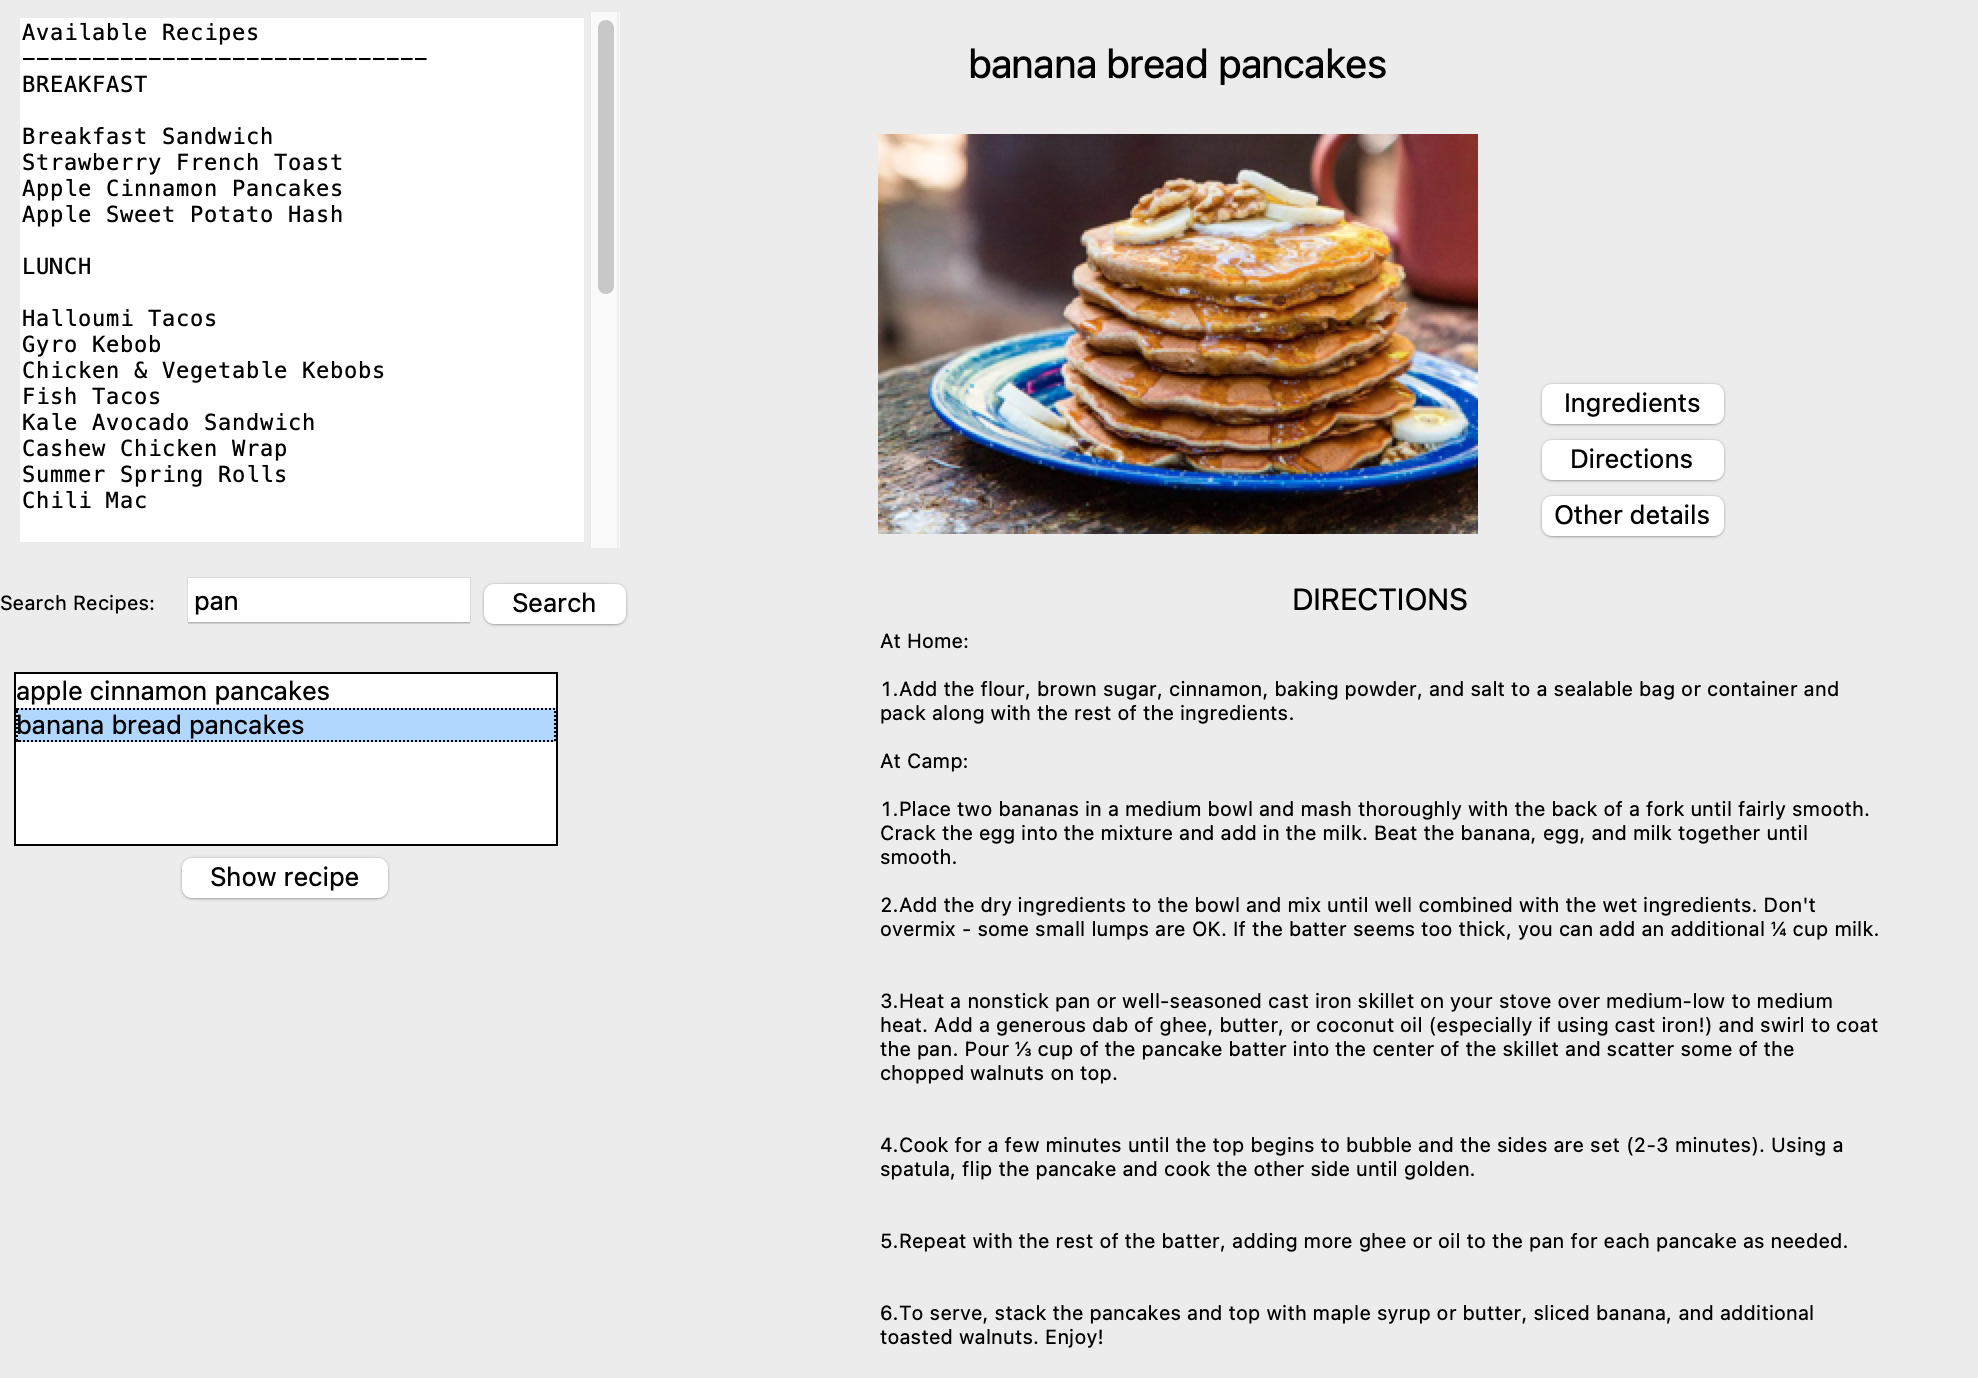 Available Recipes
-----------------------------
BREAKFAST
Breakfast Sandwich
Strawberry French Toast
Apple Cinnamon Pancakes
Apple Sweet Potato Hash
LUNCH
Halloumi Tacos
Gyro Kebob
Chicken & Vegetable Kebobs
Fish Tacos
Kale Avocado Sandwich
Cashew Chicken Wrap
Summer Spring Rolls
Chili Mac
Search Recipes:
pan
Search
apple cinnamon pancakes
banana bread pancakes
Show recipe
banana bread pancakes
Ingredients
Directions
Other details
DIRECTIONS
At Home:
1.Add the flour, brown sugar, cinnamon, baking powder, and salt to a sealable bag or container and
pack along with the rest of the ingredients.
At Camp:
1.Place two bananas in a medium bowl and mash thoroughly with the back of a fork until fairly smooth.
Crack the egg into the mixture and add in the milk. Beat the banana, egg, and milk together until
smooth.
2.Add the dry ingredients to the bowl and mix until well combined with the wet ingredients. Don't
overmix - some small lumps are OK. If the batter seems too thick, you can add an additional ¼ cup milk.
3.Heat a nonstick pan or well-seasoned cast iron skillet on your stove over medium-low to medium
heat. Add a generous dab of ghee, butter, or coconut oil (especially if using cast iron!) and swirl to coat
the pan. Pour ⅓ cup of the pancake batter into the center of the skillet and scatter some of the
chopped walnuts on top.
4.Cook for a few minutes until the top begins to bubble and the sides are set (2-3 minutes). Using a
spatula, flip the pancake and cook the other side until golden.
5.Repeat with the rest of the batter, adding more ghee or oil to the pan for each pancake as needed.
6.To serve, stack the pancakes and top with maple syrup or butter, sliced banana, and additional
toasted walnuts. Enjoy!